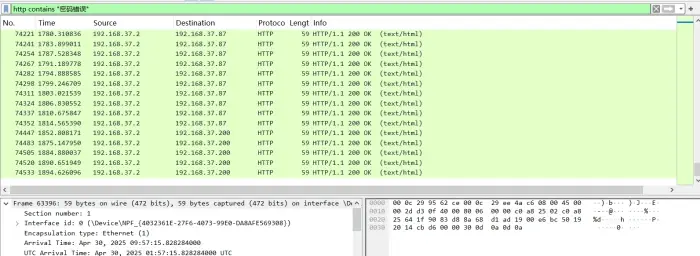 http contains "密码错误"
No. Time Source Destination Protoco Lengt Info
74221 1780.310836 192.168.37.2 192.168.37.87 HTTP 59 HTTP/1.1 200 OK (text/html)
74241 1783.899011 192.168.37.2 192.168.37.87 HTTP 59 HTTP/1.1 200 OK (text/html)
74254 1787.528348 192.168.37.2 192.168.37.87 HTTP 59 HTTP/1.1 200 OK (text/html)
74267 1791.189778 192.168.37.2 192.168.37.87 HTTP 59 HTTP/1.1 200 OK (text/html)
74282 1794.888585 192.168.37.2 192.168.37.87 HTTP 59 HTTP/1.1 200 OK (text/html)
74298 1799.246709 192.168.37.2 192.168.37.87 HTTP 59 HTTP/1.1 200 OK (text/html)
74311 1803.021539 192.168.37.2 192.168.37.87 HTTP 59 HTTP/1.1 200 OK (text/html)
74324 1806.830552 192.168.37.2 192.168.37.87 HTTP 59 HTTP/1.1 200 OK (text/html)
74337 1810.675847 192.168.37.2 192.168.37.87 HTTP 59 HTTP/1.1 200 OK (text/html)
74352 1814.565390 192.168.37.2 192.168.37.87 HTTP 59 HTTP/1.1 200 OK (text/html)
74447 1852.808171 192.168.37.2 192.168.37.200 HTTP 59 HTTP/1.1 200 OK (text/html)
74483 1875.147950 192.168.37.2 192.168.37.200 HTTP 59 HTTP/1.1 200 OK (text/html)
74505 1884.880037 192.168.37.2 192.168.37.200 HTTP 59 HTTP/1.1 200 OK (text/html)
74520 1890.651949 192.168.37.2 192.168.37.200 HTTP 59 HTTP/1.1 200 OK (text/html)
74533 1894.626096 192.168.37.2 192.168.37.200 HTTP 59 HTTP/1.1 200 OK (text/html)
Frame 63396: 59 bytes on wire (472 bits), 59 bytes captured (472 bits) on interface \De
Section number: 1
Interface id: 0 (\Device\NPF_{4032361E-27F6-4073-99E0-DA8AFE569308})
Encapsulation type: Ethernet (1)
Arrival Time: Apr 30, 2025 09:57:15.828284000
UTC Arrival Time: Apr 30, 2025 01:57:15.828284000 UTC
0000 00 0c 29 95 62 ce 00 0c 29 ee 4a c6 08 00 45 00
0010 00 2d d3 0f 40 00 80 06 00 00 c0 a8 25 02 c0 a8
0020 25 64 1f 90 83 d8 8a 68 d1 ad 19 00 e6 bc 50 19
0030 20 14 cb d6 00 00 30 0d 0a 0d 0a